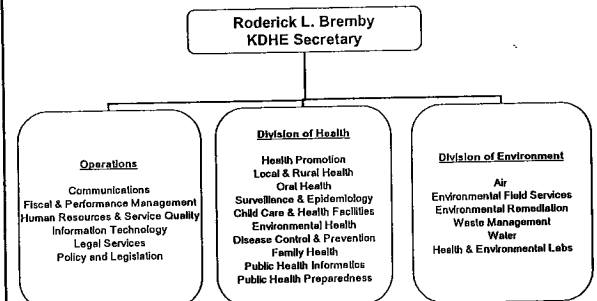 Roderick L. Bremby
KDHE Secretary
Operations
Communications
Fiscal & Performance Management
Human Resources & Service Quality
Information Technology
Legal Services
Policy and Legislation
Division of Health
Health Promotion
Local & Rural Health
Oral Health
Surveillance & Epidemiology
Child Care & Health Facilities
Environmental Health
Disease Control & Prevention
Family Health
Public Health Informatics
Public Health Preparedness
Division of Environment
Air
Environmental Field Services
Environmental Remediation
Waste Management
Water
Health & Environmental Labs